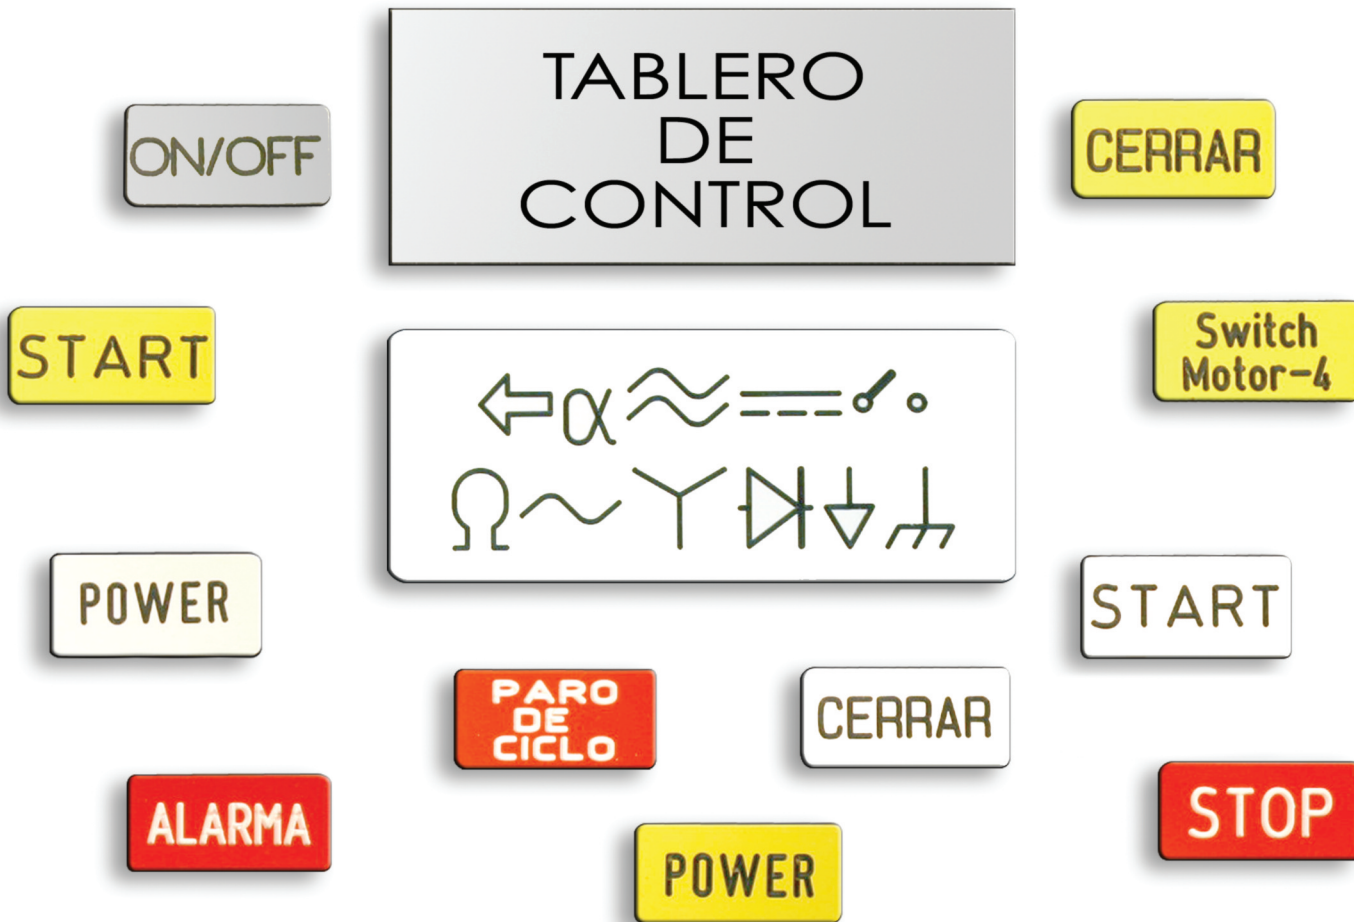 TABLERO
DE
CONTROL
ON/OFF
CERRAR
START
Switch
Motor-4
α
Ω
POWER
START
PARO
DE
CICLO
CERRAR
ALARMA
STOP
POWER